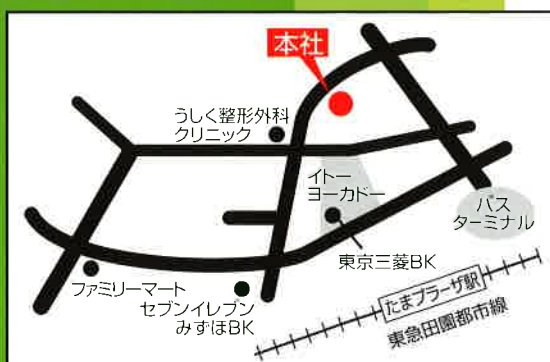 本社
うしく整形外科
クリニック
イトー
ヨーカドー
バス
ターミナル
東京三菱BK
ファミリーマート
セブンイレブン
みずほBK
たまプラーザ駅
東急田園都市線